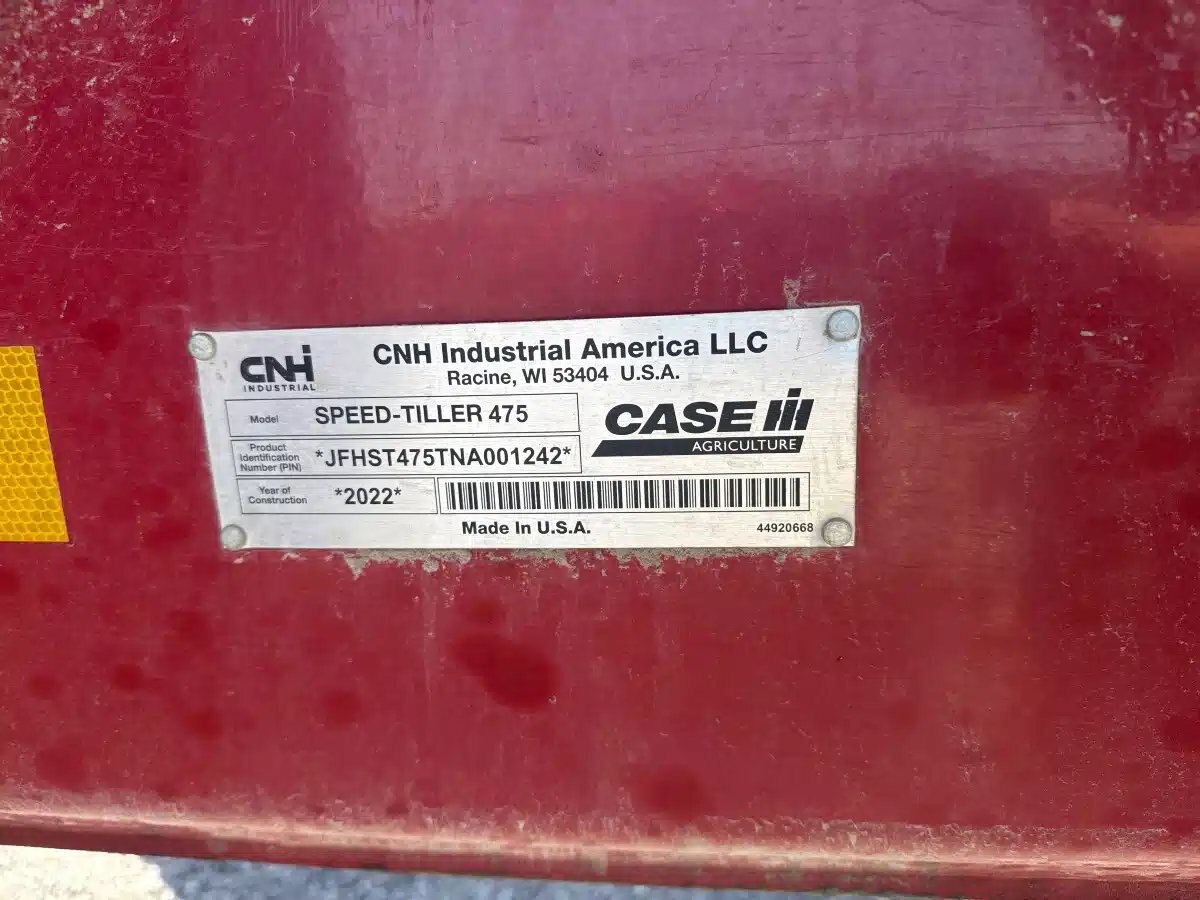 CNH
INDUSTRIAL
CNH Industrial America LLC
Racine, WI 53404 U.S.A.
Model SPEED-TILLER 475
Product
Identification
Number (PIN)
*JFHST475TNA001242*
Year of
Construction
*2022*
CASE IH
AGRICULTURE
Made In U.S.A.
44920668